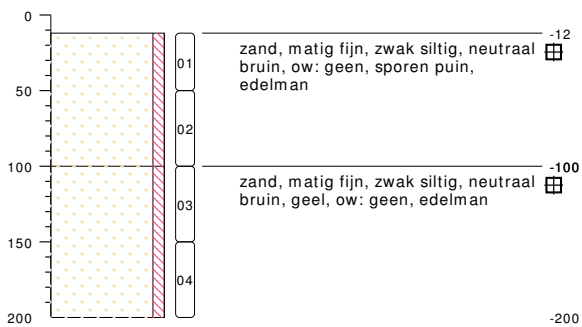 0
-12
zand, matig fijn, zwak siltig, neutraal
bruin, ow: geen, sporen puin,
edelman
01
50
02
100
-100
zand, matig fijn, zwak siltig, neutraal
bruin, geel, ow: geen, edelman
03
150
04
200
-200